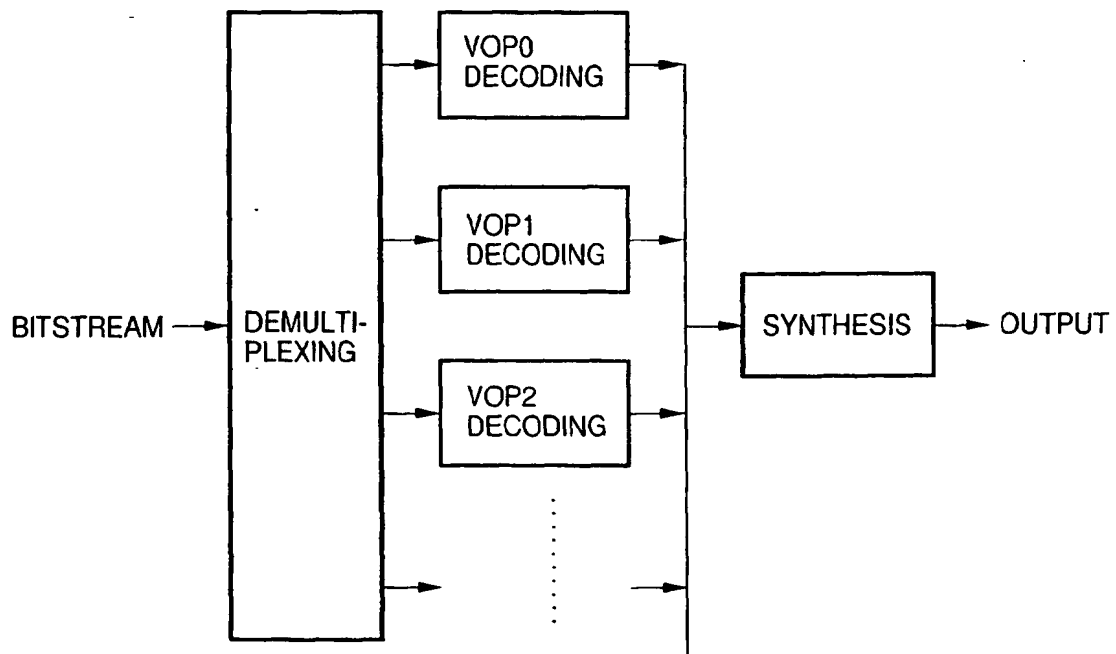 VOP0
DECODING
VOP1
DECODING
BITSTREAM
DEMULTI-
PLEXING
SYNTHESIS
OUTPUT
VOP2
DECODING